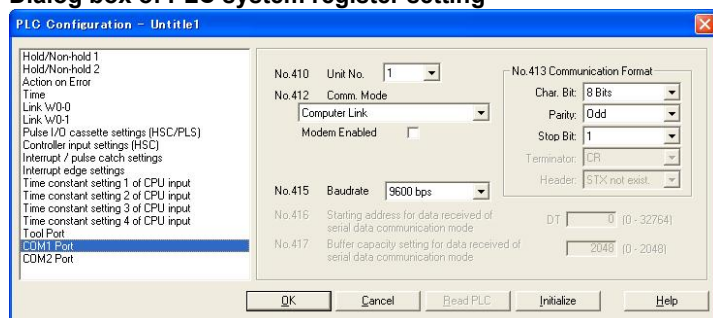 Dialog box of PLC system register setting
PLC Configuration - Untitle1
Hold/Non-hold 1
Hold/Non-hold 2
Action on Error
Time
Link W0-0
Link W0-1
Pulse I/O cassette settings (HSC/PLS)
Controller input settings (HSC)
Interrupt / pulse catch settings
Interrupt edge settings
Time constant setting 1 of CPU input
Time constant setting 2 of CPU input
Time constant setting 3 of CPU input
Time constant setting 4 of CPU input
Tool Port
COM1 Port
COM2 Port
No.410 Unit No. 1
No.412 Comm. Mode
Computer Link
Modem Enabled
No.413 Communication Format
Char. Bit: 8 Bits
Parity: Odd
Stop Bit: 1
Terminator: CR
Header: STX not exist.
No.415 Baudrate 9600 bps
No.416 Starting address for data received of
serial data communication mode
DT 0 (0 - 32764)
No.417 Buffer capacity setting for data received of
serial data communication mode
2048 (0 - 2048)
OK Cancel Read PLC Initialize Help